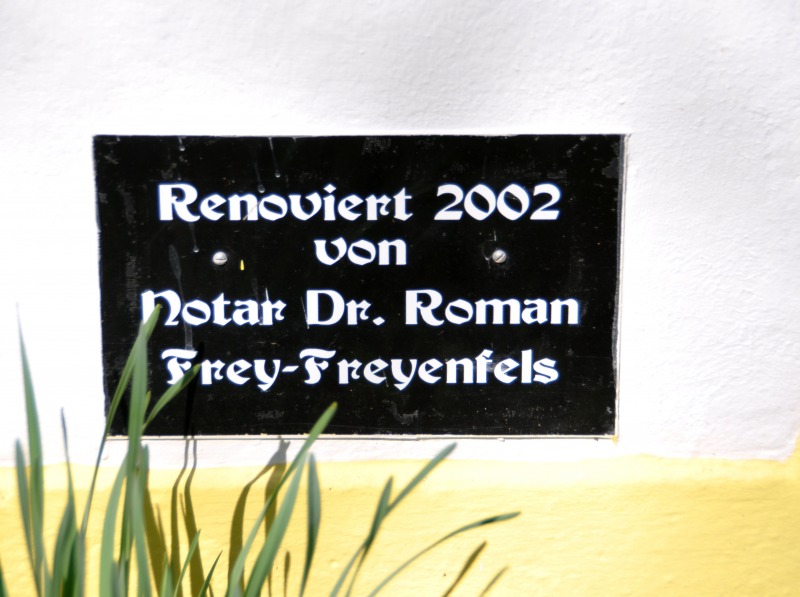 Renoviert 2002
von
Notar Dr. Roman
Frey-Freyenfels